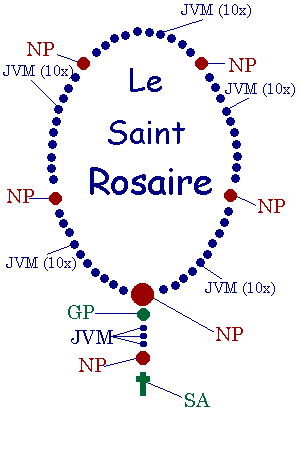 JVM (10x)
NP
NP
JVM (10x)
JVM (10x)
Le
Saint
Rosaire
NP
NP
JVM (10x)
JVM (10x)
GP
NP
JVM
NP
SA